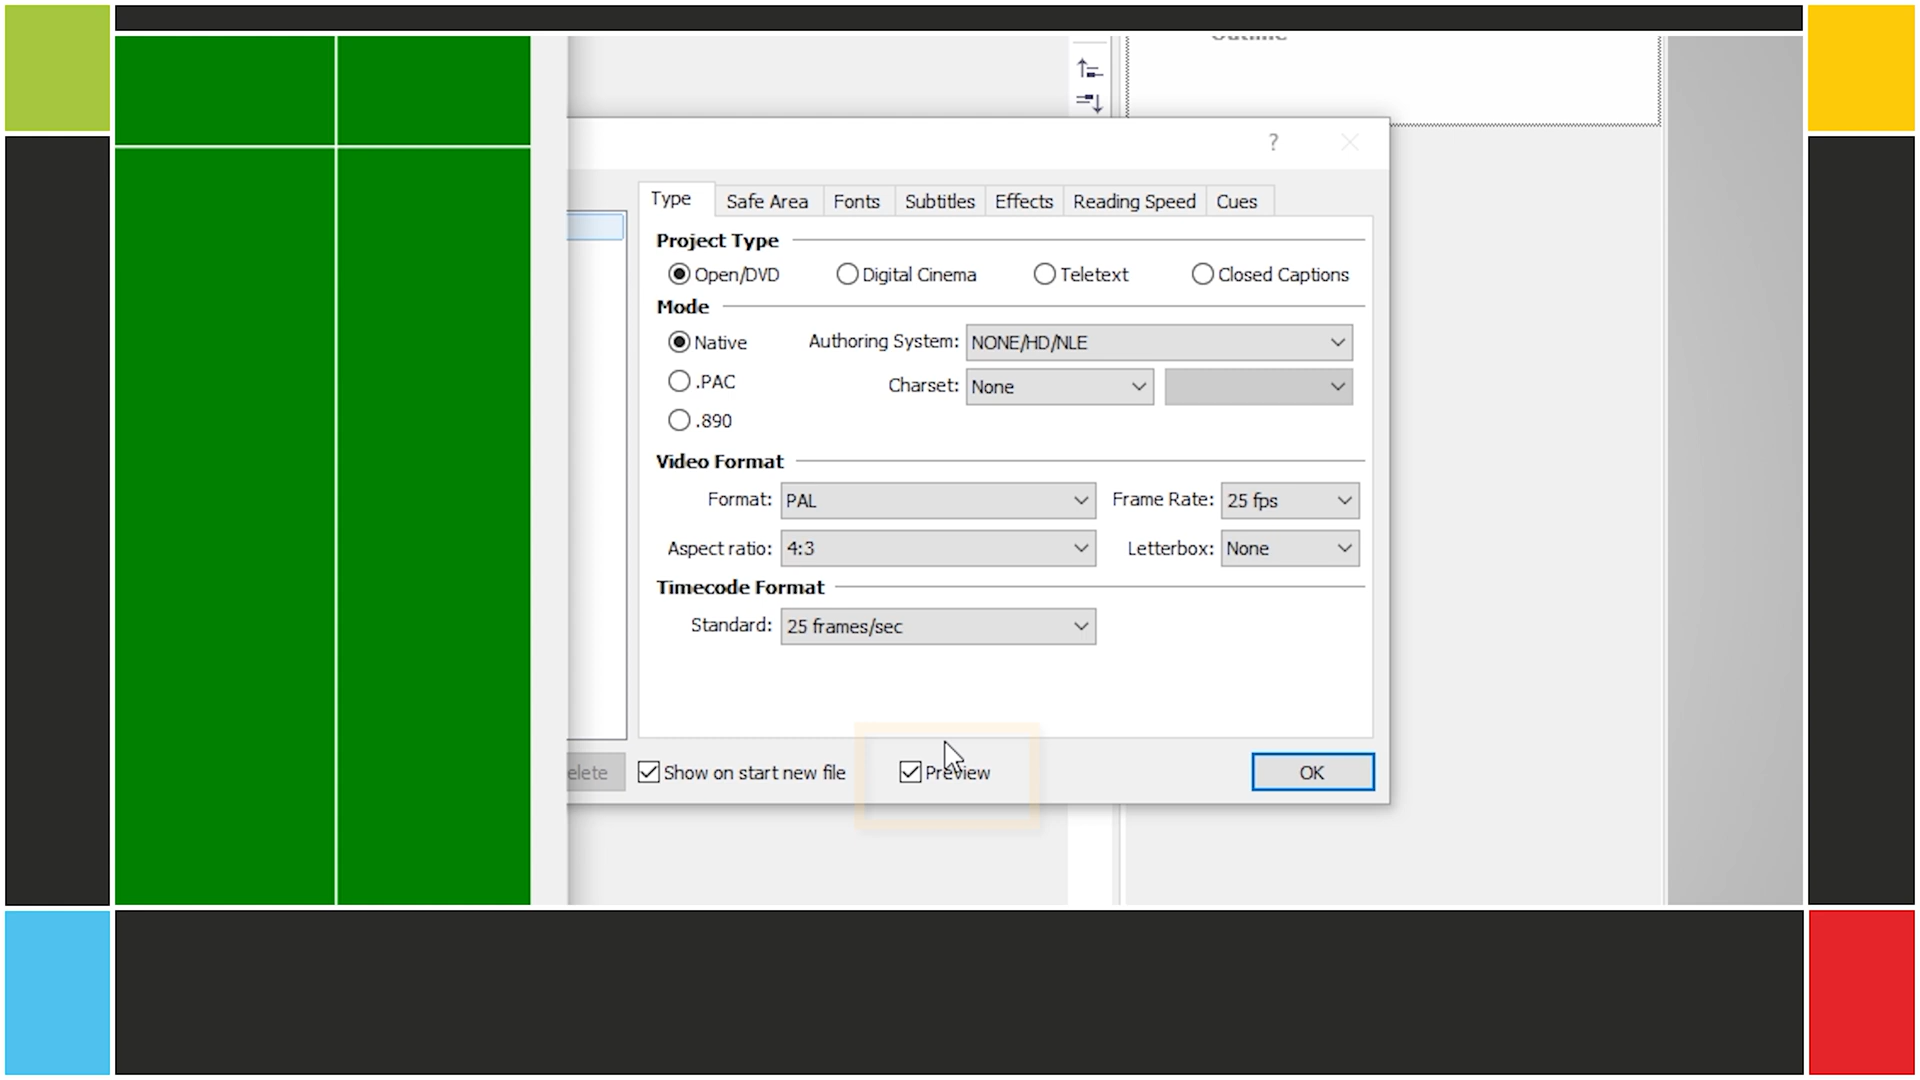 Outline
?
Type Safe Area Fonts Subtitles Effects Reading Speed Cues
Project Type
Open/DVD Digital Cinema Teletext Closed Captions
Mode
Native Authoring System: NONE/HD/NLE
.PAC Charset: None
.890
Video Format
Format: PAL Frame Rate: 25 fps
Aspect ratio: 4:3 Letterbox: None
Timecode Format
Standard: 25 frames/sec
elete Show on start new file Preview OK